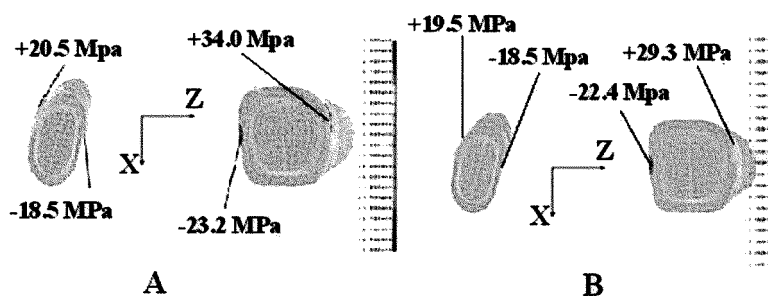 +20.5 Mpa
+34.0 Mpa
Z
X
-18.5 MPa
-23.2 MPa
A
+19.5 MPa
-18.5 Mpa
+29.3 MPa
-22.4 Mpa
Z
X
B